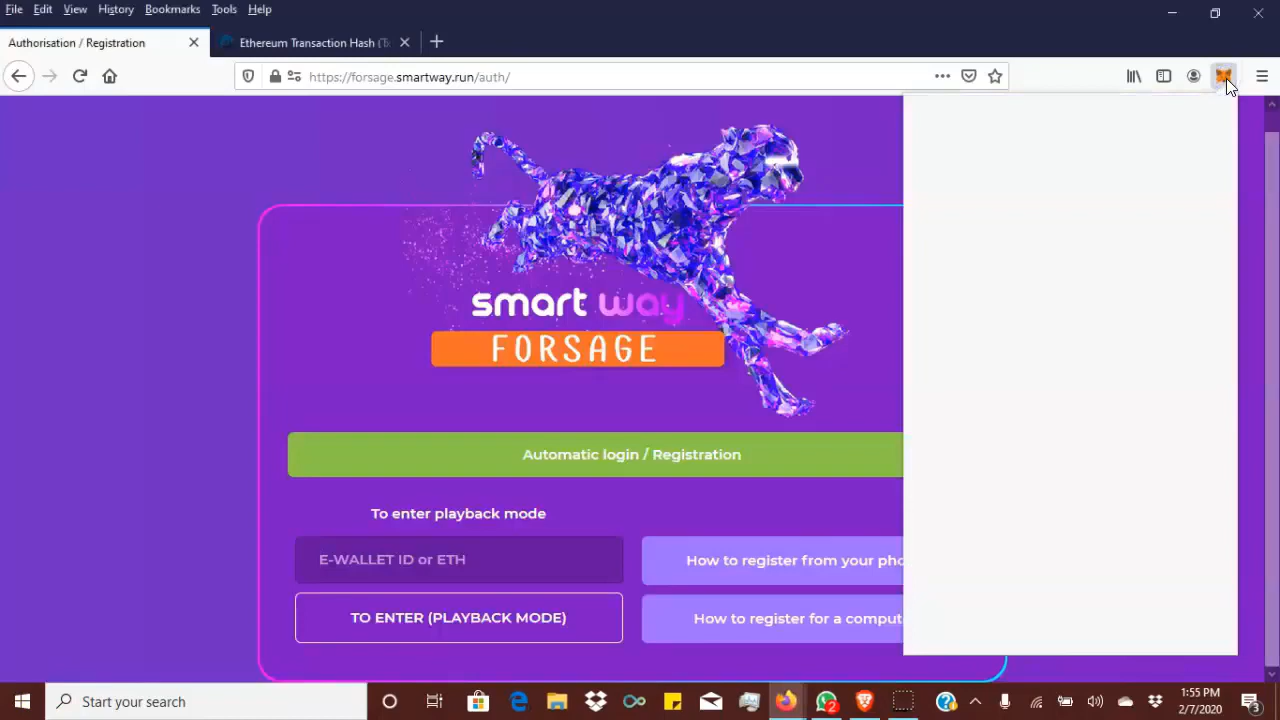 File Edit View History Bookmarks Tools Help
Authorisation / Registration
Ethereum Transaction Hash (
https://forsage.smartway.run/auth/
smart way
FORSAGE
Automatic login / Registration
To enter playback mode
E-WALLET ID or ETH
How to register from your pho
TO ENTER (PLAYBACK MODE)
How to register for a comput
Start your search
2
1:55 PM
2/7/2020
3